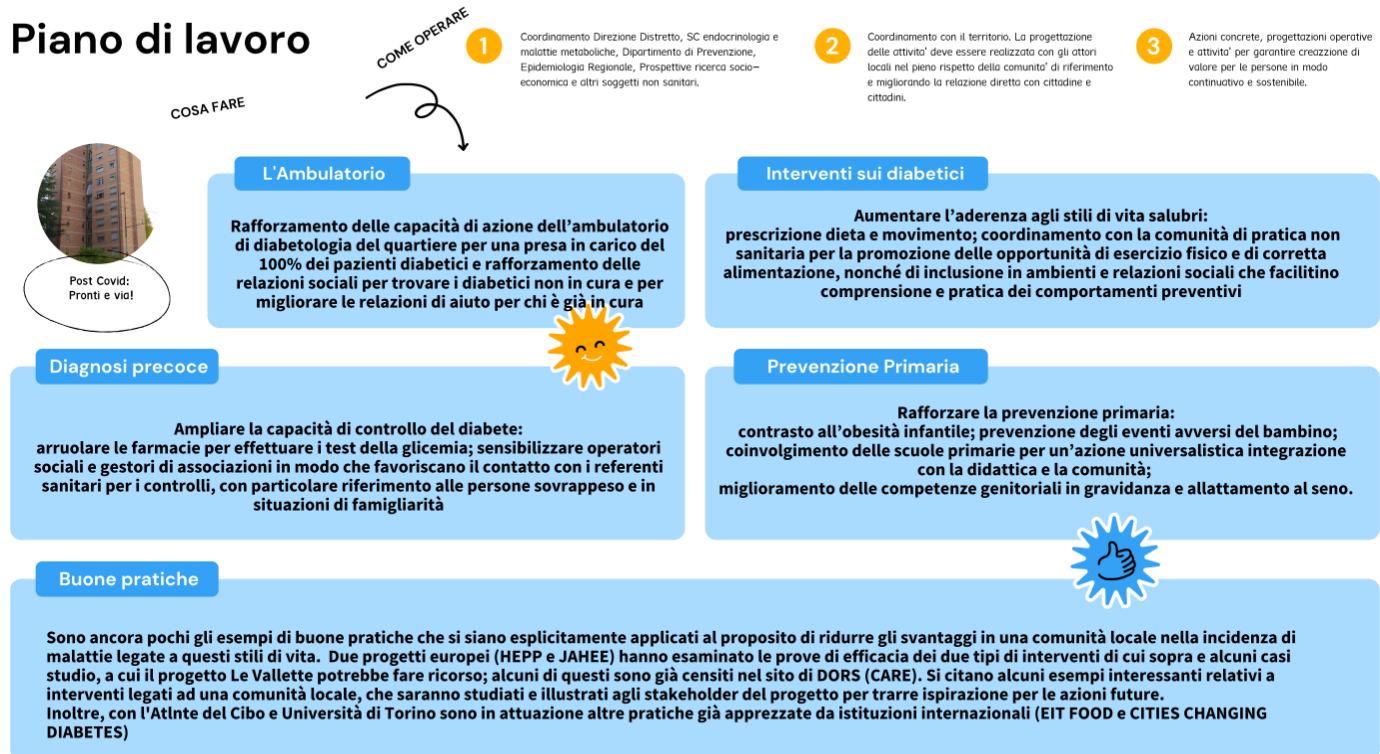 Piano di lavoro
COME OPERARE
1
Coordinamento Direzione Distretto, SC endocrinologia e
malattie metaboliche, Dipartimento di Prevenzione,
Epidemiologia Regionale, Prospettive ricerca socio-
economica e altri soggetti non sanitari.
2
Coordinamento con il territorio. La progettazione
delle attivita' deve essere realizzata con gli attori
locali nel pieno rispetto della comunita' di riferimento
e migliorando la relazione diretta con cittadine e
cittadini.
3
Azioni concrete, progettazioni operative
e attivita' per garantire creazzione di
valore per le persone in modo
continuativo e sostenibile.
COSA FARE
Post Covid:
Pronti e via!
L'Ambulatorio
Rafforzamento delle capacità di azione dell'ambulatorio
di diabetologia del quartiere per una presa in carico del
100% dei pazienti diabetici e rafforzamento delle
relazioni sociali per trovare i diabetici non in cura e per
migliorare le relazioni di aiuto per chi è già in cura
Interventi sui diabetici
Aumentare l'aderenza agli stili di vita salubri:
prescrizione dieta e movimento; coordinamento con la comunità di pratica non
sanitaria per la promozione delle opportunità di esercizio fisico e di corretta
alimentazione, nonché di inclusione in ambienti e relazioni sociali che facilitino
comprensione e pratica dei comportamenti preventivi
Diagnosi precoce
Ampliare la capacità di controllo del diabete:
arruolare le farmacie per effettuare i test della glicemia; sensibilizzare operatori
sociali e gestori di associazioni in modo che favoriscano il contatto con i referenti
sanitari per i controlli, con particolare riferimento alle persone sovrappeso e in
situazioni di famigliarità
Prevenzione Primaria
Rafforzare la prevenzione primaria:
contrasto all'obesità infantile; prevenzione degli eventi avversi del bambino;
coinvolgimento delle scuole primarie per un'azione universalistica integrazione
con la didattica e la comunità;
miglioramento delle competenze genitoriali in gravidanza e allattamento al seno.
Buone pratiche
Sono ancora pochi gli esempi di buone pratiche che si siano esplicitamente applicati al proposito di ridurre gli svantaggi in una comunità locale nella incidenza di
malattie legate a questi stili di vita.  Due progetti europei (HEPP e JAHEE) hanno esaminato le prove di efficacia dei due tipi di interventi di cui sopra e alcuni casi
studio, a cui il progetto Le Vallette potrebbe fare ricorso; alcuni di questi sono già censiti nel sito di DORS (CARE). Si citano alcuni esempi interessanti relativi a
interventi legati ad una comunità locale, che saranno studiati e illustrati agli stakeholder del progetto per trarre ispirazione per le azioni future.
Inoltre, con l'Atlnte del Cibo e Università di Torino sono in attuazione altre pratiche già apprezzate da istituzioni internazionali (EIT FOOD e CITIES CHANGING
DIABETES)